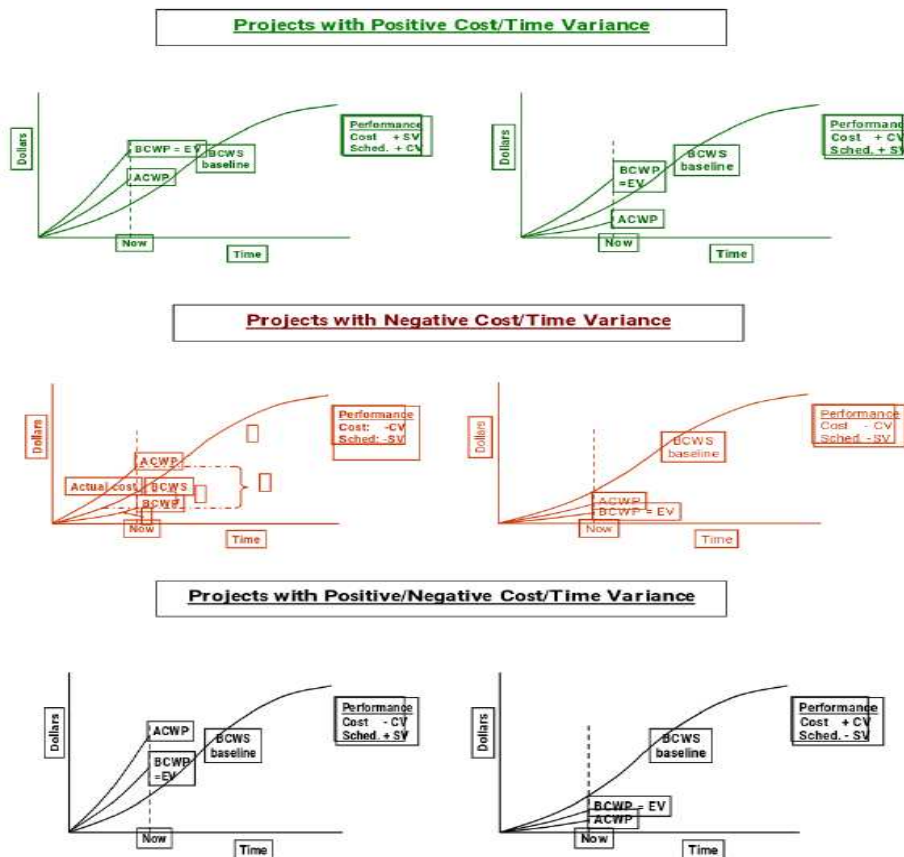 Projects with Positive Cost/Time Variance
Dollars
BCWP = EV
BCWS
baseline
ACWP
Now
Time
Performance
Cost + SV
Sched. + CV
Dollars
BCWP
=EV
BCWS
baseline
ACWP
Now
Time
Performance
Cost + CV
Sched. + SV
Projects with Negative Cost/Time Variance
Dollars
ACWP
Actual cost
BCWS
BCWP
Now
Time
Performance
Cost: -CV
Sched: -SV
Dollars
BCWS
baseline
ACWP
BCWP = EV
Now
Time
Performance
Cost - CV
Sched. - SV
Projects with Positive/Negative Cost/Time Variance
Dollars
ACWP
BCWP
=EV
BCWS
baseline
Now
Time
Performance
Cost - CV
Sched. + SV
Dollars
BCWS
baseline
BCWP = EV
ACWP
Now
Time
Performance
Cost + CV
Sched. - SV